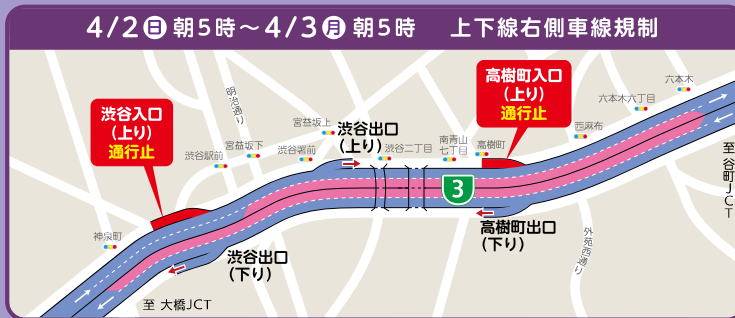 4/2日朝5時～4/3月朝5時 上下線右側車線規制
渋谷入口
(上り)
通行止
高樹町入口
(上り)
通行止
六本木
六本木六丁目
西麻布
明治通り
宮益坂上
渋谷出口
(上り)
渋谷二丁目
南青山
七丁目
高樹町
渋谷駅前
宮益坂下
渋谷署前
3
至 谷町JCT
神泉町
渋谷出口
(下り)
高樹町出口
(下り)
外苑西通り
至 大橋JCT